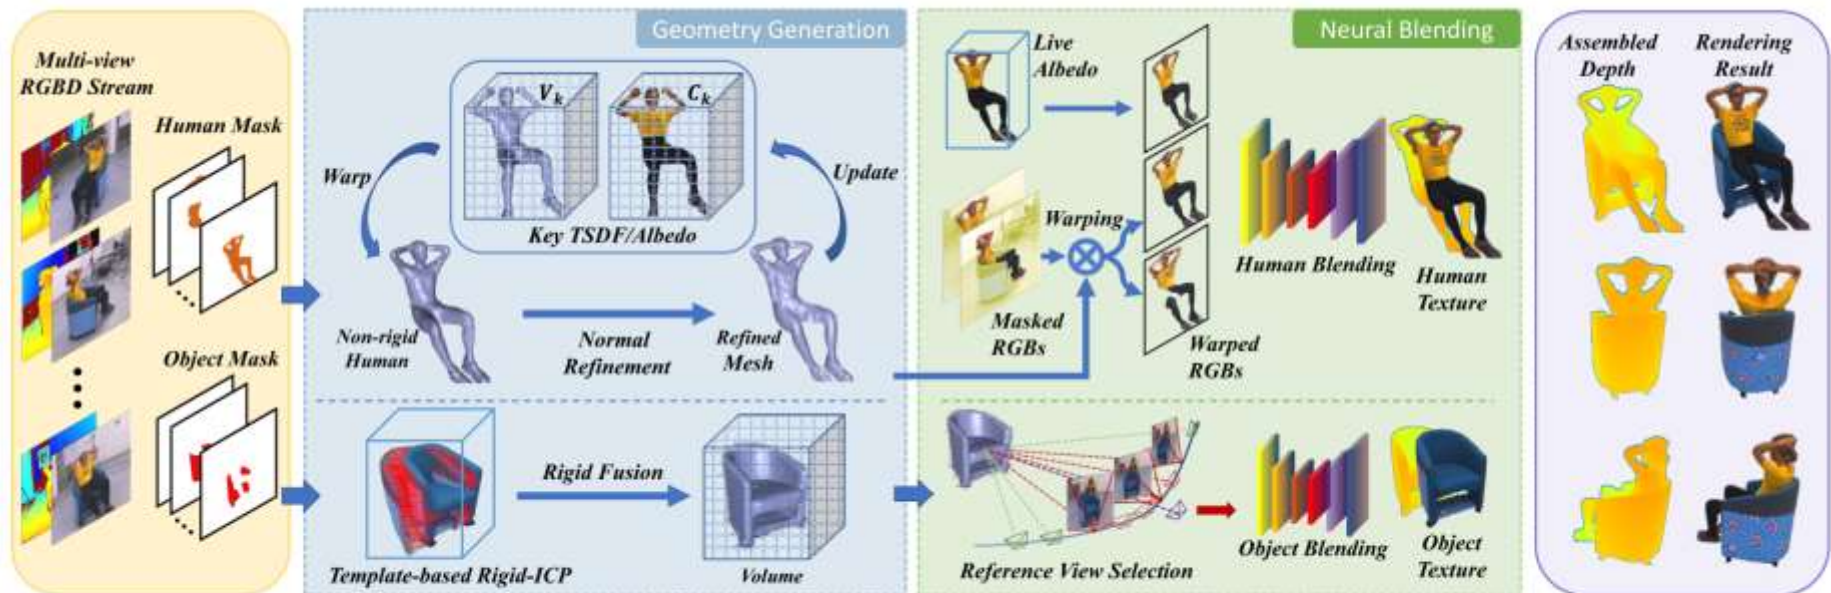 Multi-view
RGBD Stream
Human Mask
Object Mask
Geometry Generation
V_k
C_k
Key TSDF/Albedo
Warp
Update
Non-rigid
Human
Normal
Refinement
Refined
Mesh
Rigid Fusion
Template-based Rigid-ICP
Volume
Neural Blending
Live
Albedo
Warping
Masked
RGBs
Warped
RGBs
Human Blending
Human
Texture
Reference View Selection
Object Blending
Object
Texture
Assembled
Depth
Rendering
Result